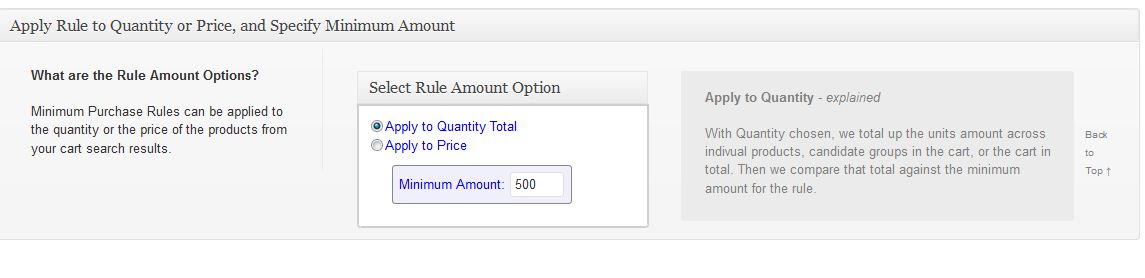 Apply Rule to Quantity or Price, and Specify Minimum Amount
What are the Rule Amount Options?
Minimum Purchase Rules can be applied to
the quantity or the price of the products from
your cart search results.
Select Rule Amount Option
Apply to Quantity Total
Apply to Price
Minimum Amount: 500
Apply to Quantity - explained
With Quantity chosen, we total up the units amount across
indivual products, candidate groups in the cart, or the cart in
total. Then we compare that total against the minimum
amount for the rule.
Back
to
Top ↑